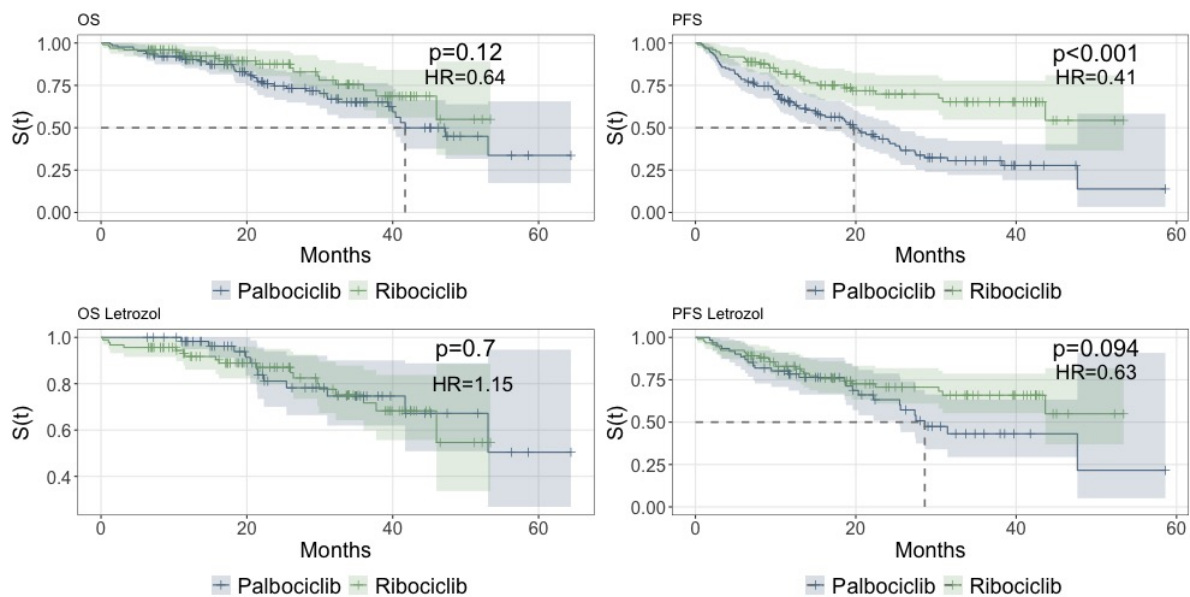 OS
S(t)
1.00
0.75
0.50
0.25
0.00
p=0.12
HR=0.64
0 20 40 60
Months
Palbociclib Ribociclib
PFS
S(t)
1.00
0.75
0.50
0.25
0.00
p<0.001
HR=0.41
0 20 40 60
Months
Palbociclib Ribociclib
OS Letrozol
S(t)
1.0
0.8
0.6
0.4
p=0.7
HR=1.15
0 20 40 60
Months
Palbociclib Ribociclib
PFS Letrozol
S(t)
1.00
0.75
0.50
0.25
0.00
p=0.094
HR=0.63
0 20 40 60
Months
Palbociclib Ribociclib